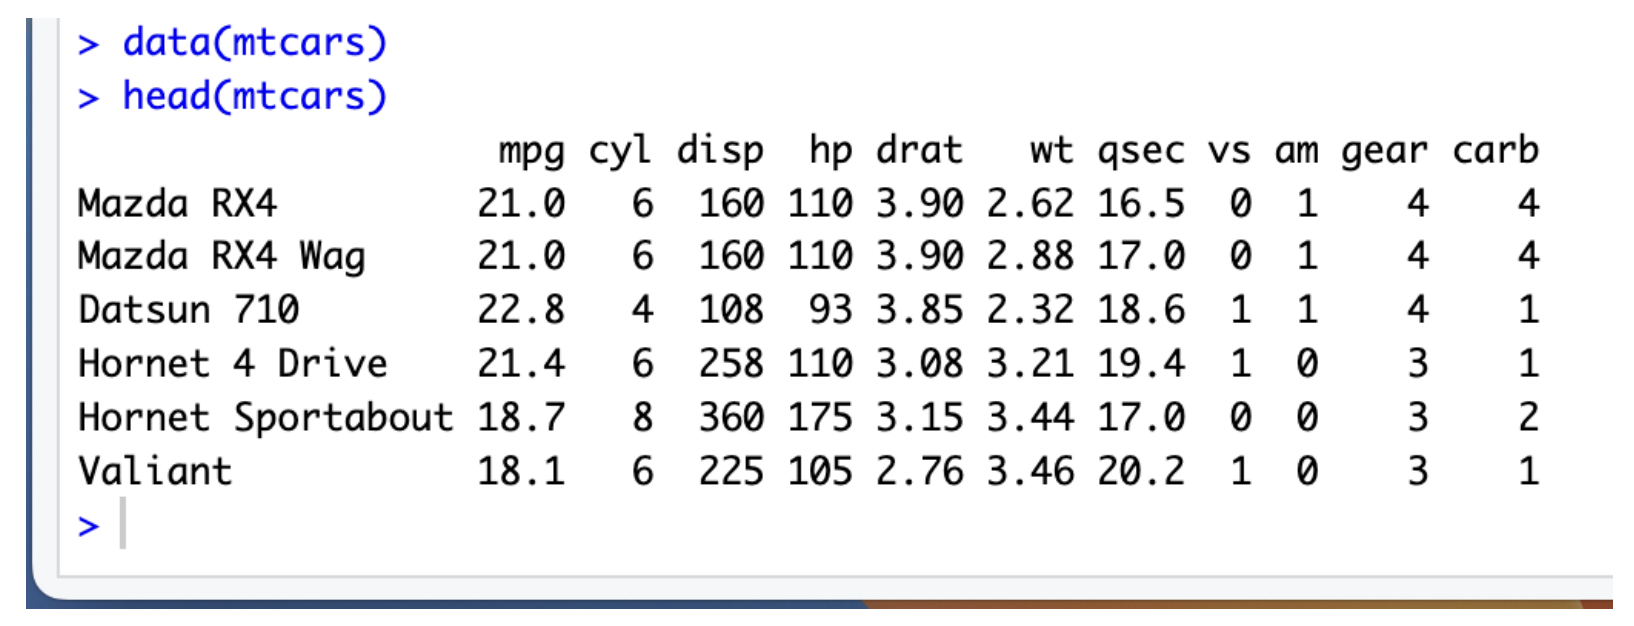 > data(mtcars)
> head(mtcars)
                   mpg cyl disp  hp drat   wt qsec vs am gear carb
Mazda RX4         21.0   6  160 110 3.90 2.62 16.5  0  1    4    4
Mazda RX4 Wag     21.0   6  160 110 3.90 2.88 17.0  0  1    4    4
Datsun 710        22.8   4  108  93 3.85 2.32 18.6  1  1    4    1
Hornet 4 Drive    21.4   6  258 110 3.08 3.21 19.4  1  0    3    1
Hornet Sportabout 18.7   8  360 175 3.15 3.44 17.0  0  0    3    2
Valiant           18.1   6  225 105 2.76 3.46 20.2  1  0    3    1
>